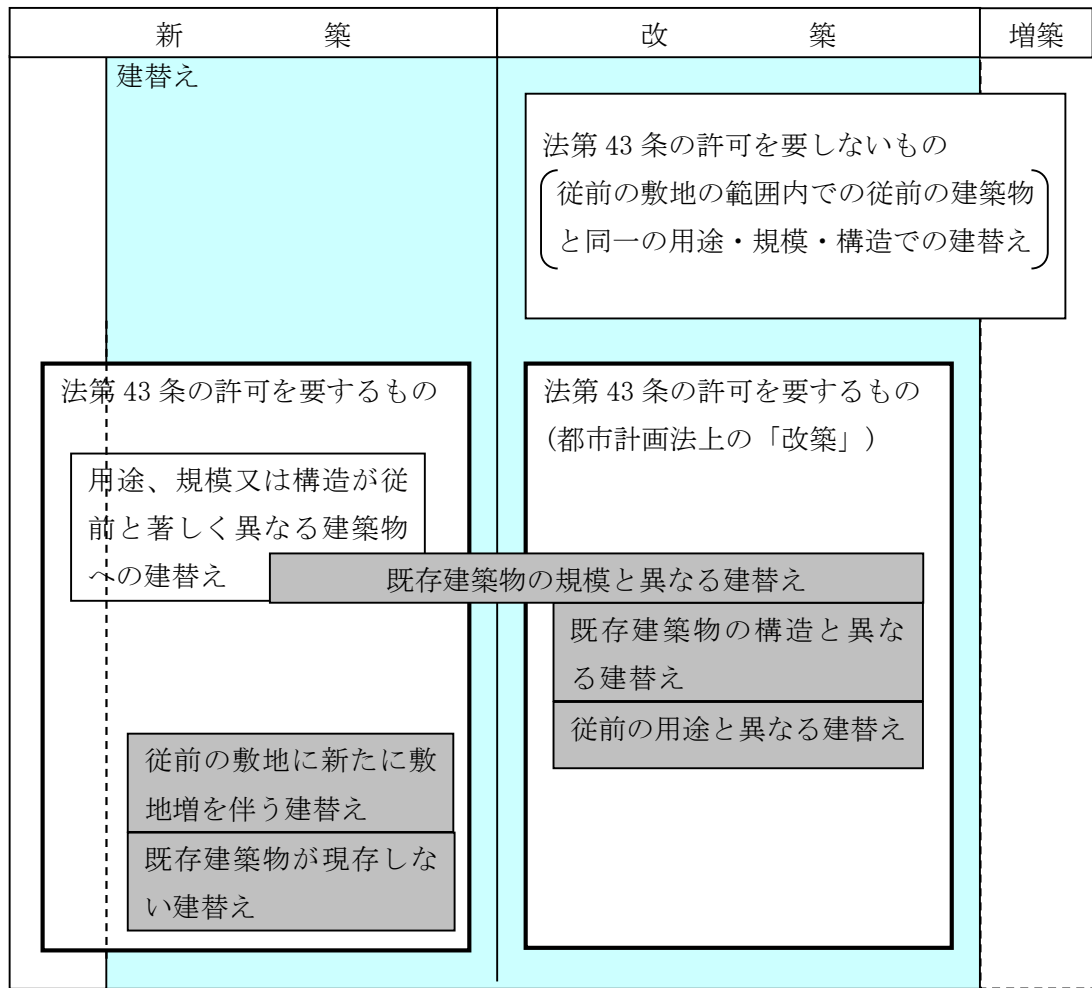 新築
改築
増築
建替え
法第 43 条の許可を要しないもの
従前の敷地の範囲内での従前の建築物
と同一の用途・規模・構造での建替え
法第 43 条の許可を要するもの
用途、規模又は構造が従
前と著しく異なる建築物
への建替え
法第 43 条の許可を要するもの
(都市計画法上の「改築」)
既存建築物の規模と異なる建替え
既存建築物の構造と異な
る建替え
従前の用途と異なる建替え
従前の敷地に新たに敷
地増を伴う建替え
既存建築物が現存しな
い建替え